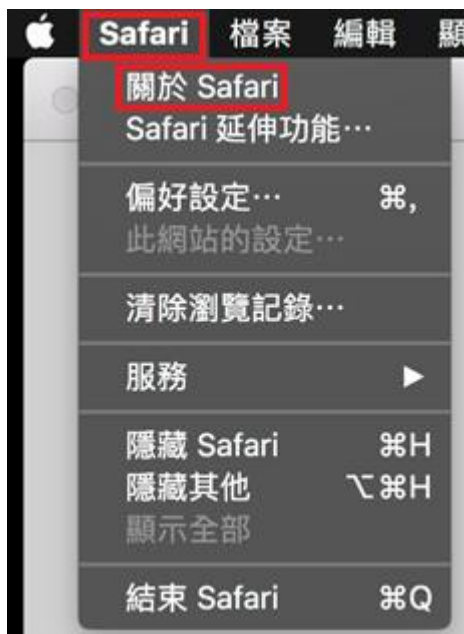 Safari 檔案 編輯 顯
關於 Safari
Safari 延伸功能⋯
偏好設定⋯ ⌘,
此網站的設定⋯
清除瀏覽記錄⋯
服務 ▶
隱藏 Safari ⌘H
隱藏其他 ⌥⌘H
顯示全部
結束 Safari ⌘Q